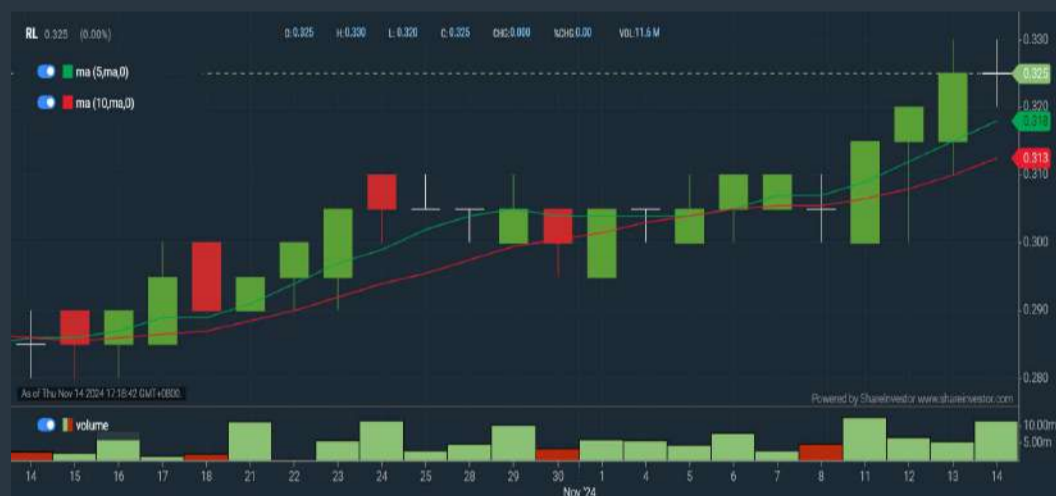 RL 0.325 (0.00%) O:0.325 H:0.330 L: 0.320 C:0.325 CHG:0.000 %CHG:0.00 VOL:11.6 M
ma (5,ma,0)
ma (10,ma,0)
0.330
0.325
0.320
0.318
0.313
0.310
0.300
0.290
0.280
As of Thu Nov 14 2024 17:18:42 GMT+0800.
Powered by ShareInvestor www.shareinvestor.com
volume
10.00m
5.00m
14 15 16 17 18 21 22 23 24 25 28 29 30 1 4 5 6 7 8 11 12 13 14
Nov '24